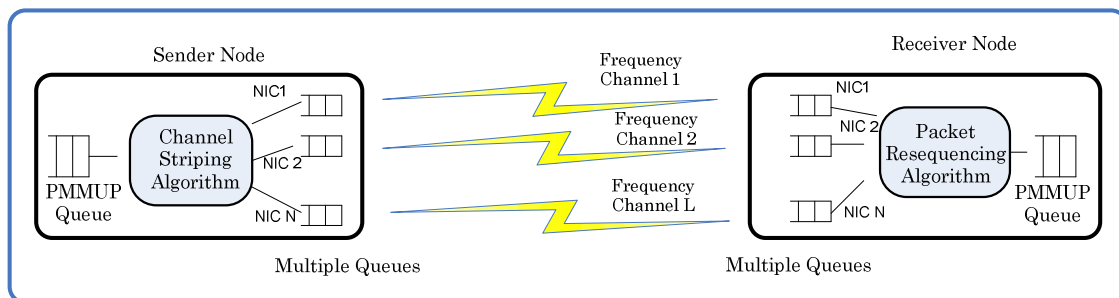 Sender Node
NIC1
Channel
Striping
Algorithm
NIC 2
PMMUP
Queue
NIC N
Multiple Queues
Frequency
Channel 1
Frequency
Channel 2
Frequency
Channel L
Receiver Node
NIC1
NIC 2
Packet
Resequencing
Algorithm
PMMUP
Queue
NIC N
Multiple Queues